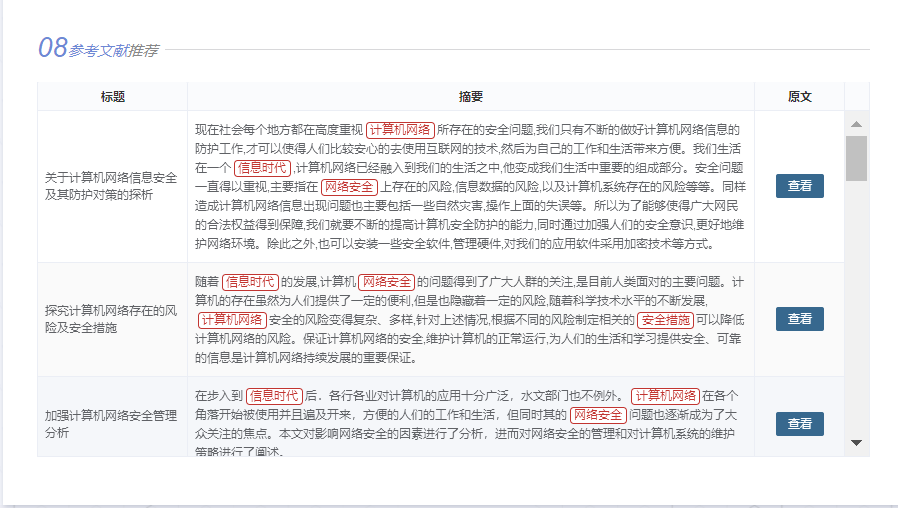 08参考文献推荐
标题 摘要 原文
关于计算机网络信息安全
及其防护对策的探析
现在社会每个地方都在高度重视 计算机网络 所存在的安全问题,我们只有不断的做好计算机网络信息的
防护工作,才可以使得人们比较安心的去使用互联网的技术,然后为自己的工作和生活带来方便。我们生活
在一个 信息时代 ,计算机网络已经融入到我们的生活之中,他变成我们生活中重要的组成部分。安全问题
一直得以重视,主要指在 网络安全 上存在的风险,信息数据的风险,以及计算机系统存在的风险等等。同样
造成计算机网络信息出现问题也主要包括一些自然灾害,操作上面的失误等。所以为了能够使得广大网民
的合法权益得到保障,我们就要不断的提高计算机安全防护的能力,同时通过加强人们的安全意识,更好地维
护网络环境。除此之外,也可以安装一些安全软件,管理硬件,对我们的应用软件采用加密技术等方式。
查看
探究计算机网络存在的风
险及安全措施
随着 信息时代 的发展,计算机 网络安全 的问题得到了广大人群的关注,是目前人类面对的主要问题。计
算机的存在虽然为人们提供了一定的便利,但是也隐藏着一定的风险,随着科学技术水平的不断发展,
计算机网络 安全的风险变得复杂、多样,针对上述情况,根据不同的风险制定相关的 安全措施 可以降低
计算机网络的风险。保证计算机网络的安全,维护计算机的正常运行,为人们的生活和学习提供安全、可靠
的信息是计算机网络持续发展的重要保证。
查看
加强计算机网络安全管理
分析
在步入到 信息时代 后，各行各业对计算机的应用十分广泛，水文部门也不例外。 计算机网络 在各个
角落开始被使用并且遍及开来，方便的人们的工作和生活，但同时其的 网络安全 问题也逐渐成为了大
众关注的焦点。本文对影响网络安全的因素进行了分析，进而对网络安全的管理和对计算机系统的维护
策略进行了阐述。
查看